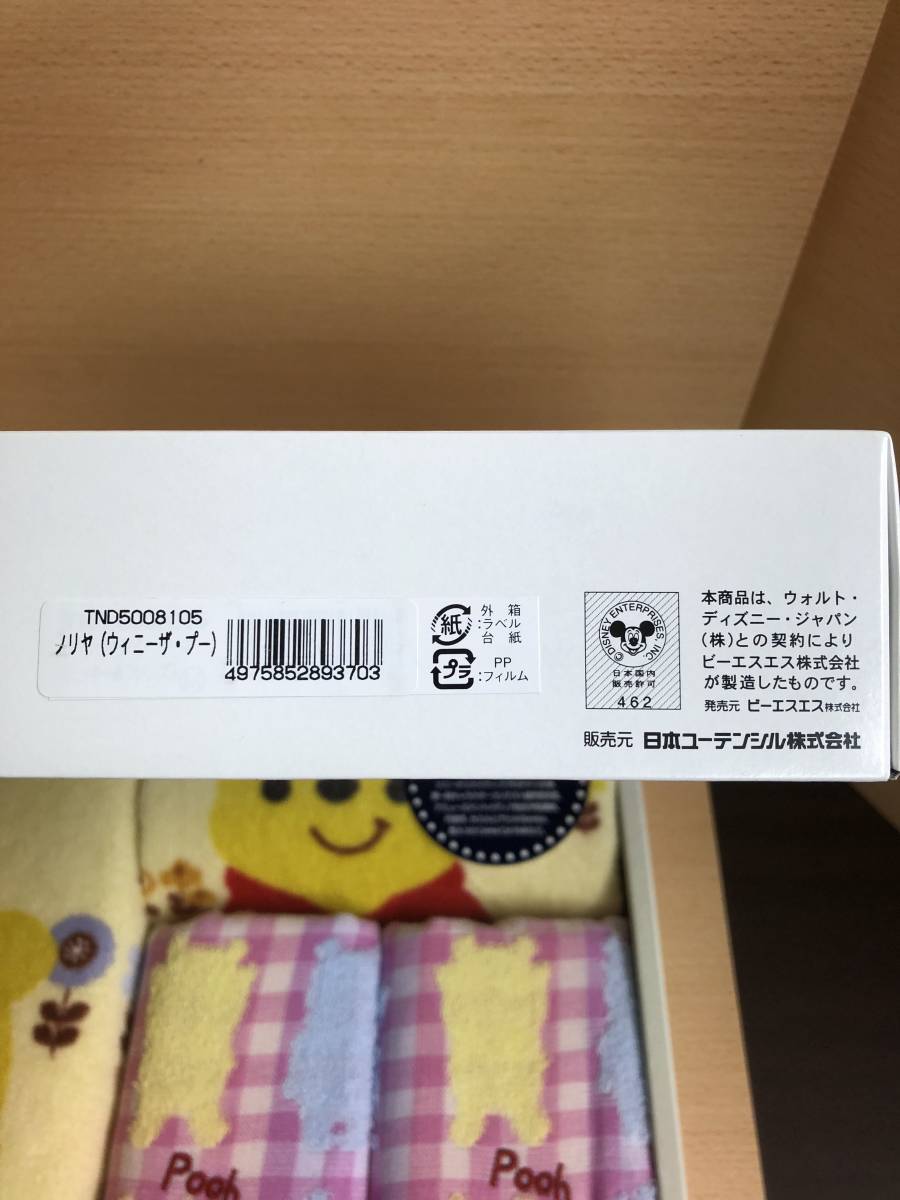 TND5008105
メリヤ(ウィニーザ・プー)
4975852893703
紙
外箱
:ラベル
台紙
プラ
PP
:フィルム
©DISNEY ENTERPRISES INC.
日本国内
販売許可
462
本商品は、ウォルト・
ディズニー・ジャパン
(株)との契約により
ビーエスエス株式会社
が製造したものです。
発売元 ビーエスエス株式会社
販売元 日本ユーテンシル株式会社
Pooh
Pooh